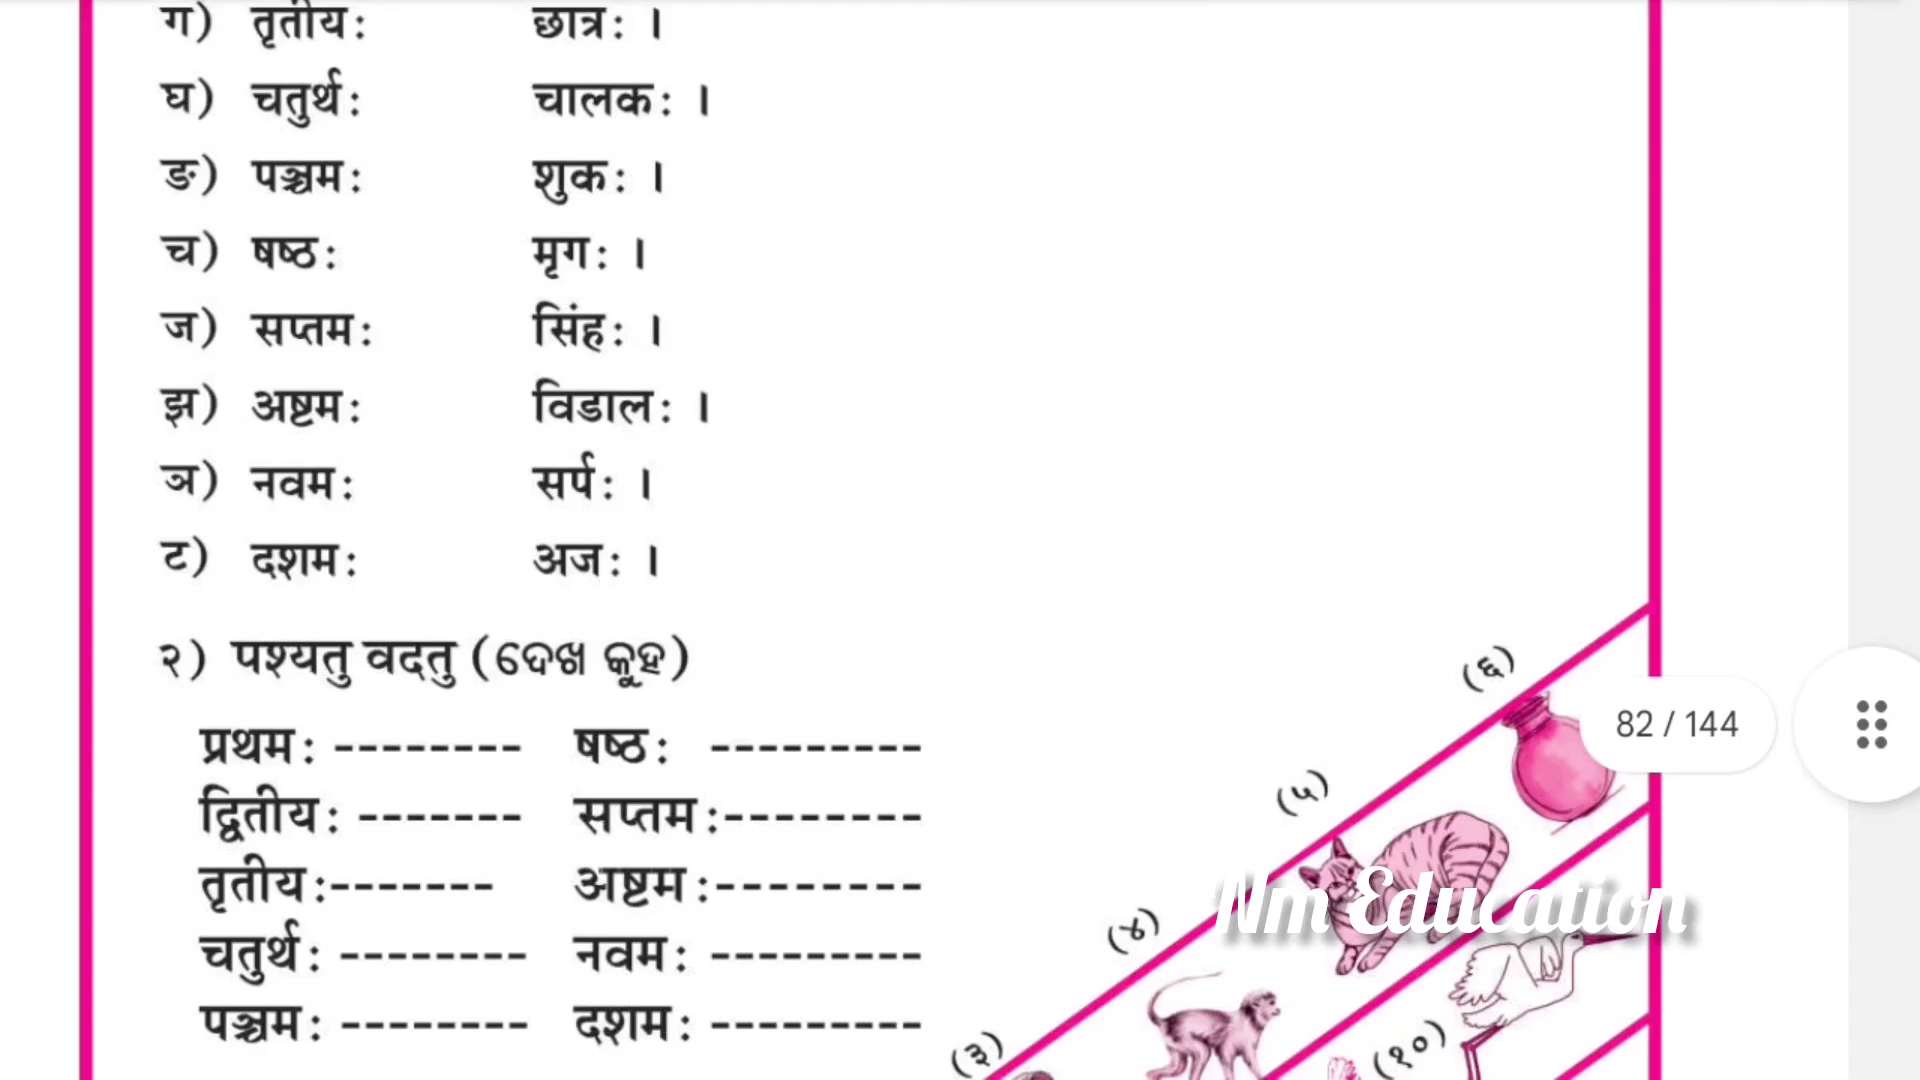 ग) तृतीयः छात्रः ।
घ) चतुर्थः चालकः ।
ङ) पञ्चमः शुकः ।
च) षष्ठः मृगः ।
ज) सप्तमः सिंहः ।
झ) अष्टमः विडालः ।
ञ) नवमः सर्पः ।
ट) दशमः अजः ।
२) पश्यतु वदतु (ଦେଖ କୁହ)
प्रथमः -------- षष्ठः ---------
द्वितीयः ------- सप्तमः--------
तृतीयः------- अष्टमः---------
चतुर्थः -------- नवमः ---------
पञ्चमः -------- दशमः ---------
(६)
82 / 144
(५)
Nm Education
(४)
(३)
(१०)